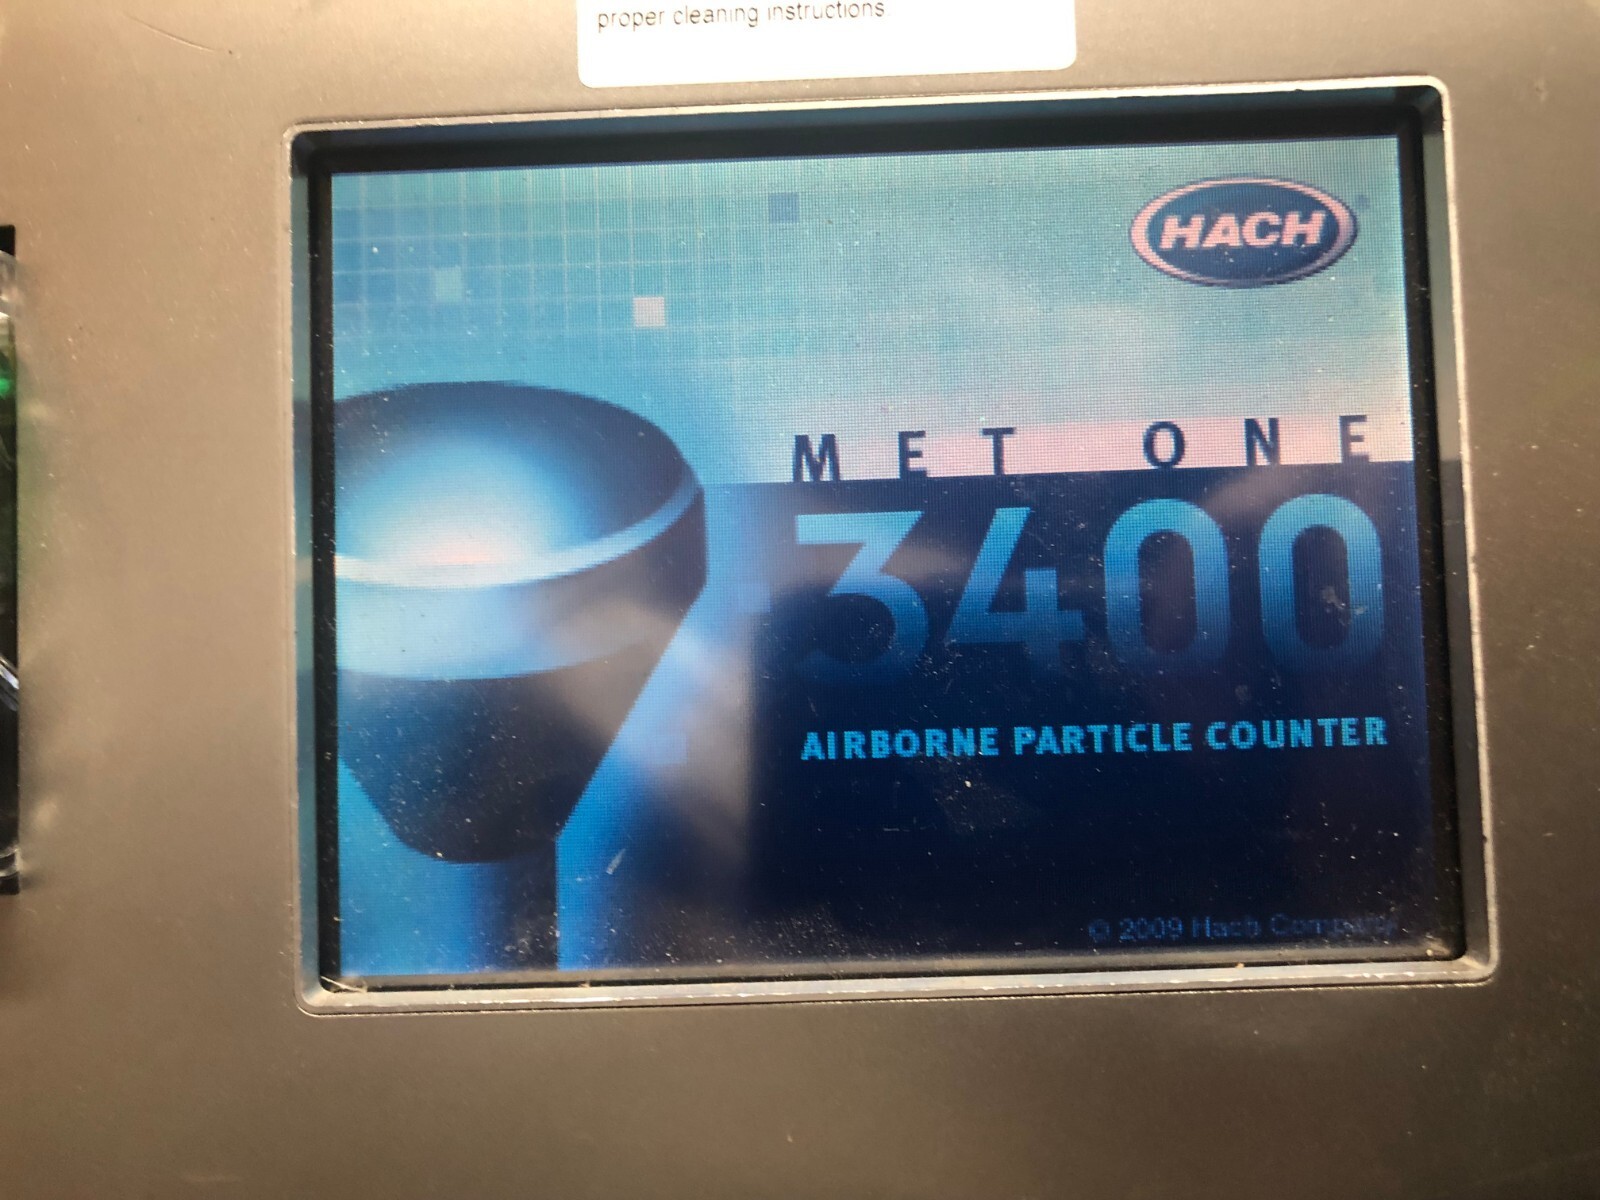 proper cleaning instructions.
HACH®
MET ONE
3400
AIRBORNE PARTICLE COUNTER
© 2009 Hach Company